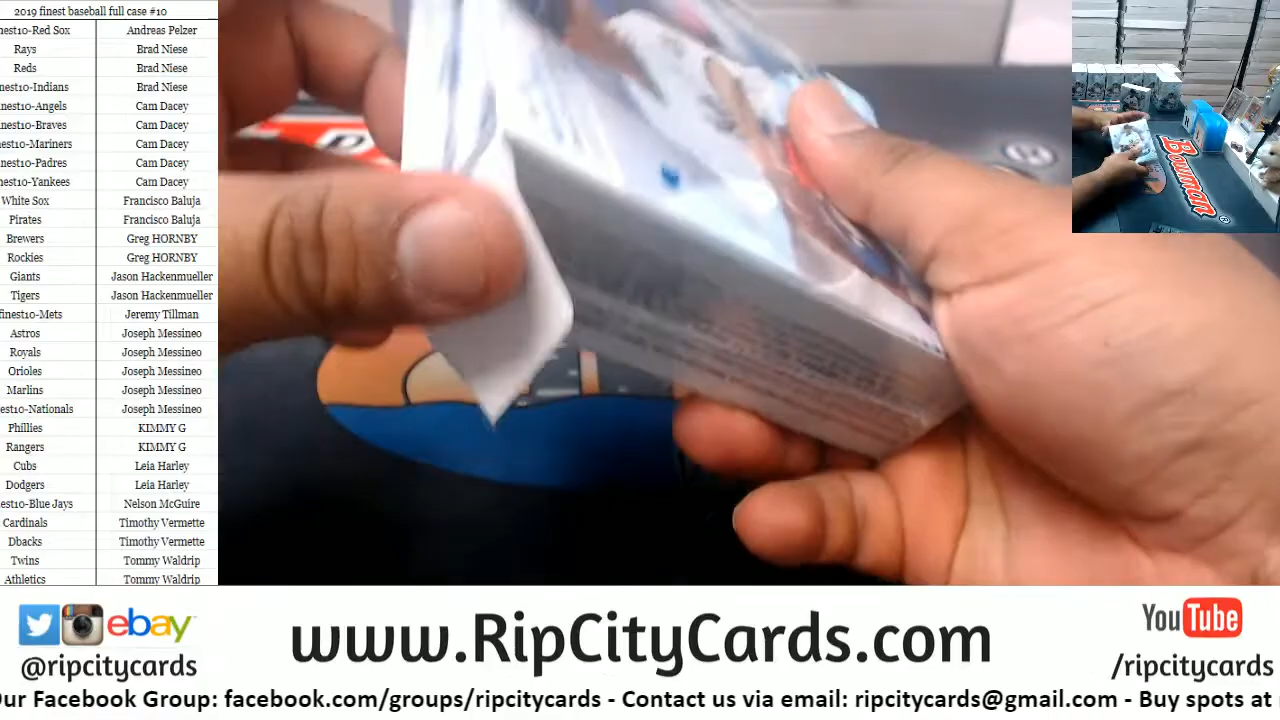 2019 finest baseball full case #10
nest10-Red Sox Andreas Pelzer
Rays Brad Niese
Reds Brad Niese
nest10-Indians Brad Niese
nest10-Angels Cam Dacey
nest10-Braves Cam Dacey
nest10-Mariners Cam Dacey
nest10-Padres Cam Dacey
nest10-Yankees Cam Dacey
White Sox Francisco Baluja
Pirates Francisco Baluja
Brewers Greg HORNBY
Rockies Greg HORNBY
Giants Jason Hackenmueller
Tigers Jason Hackenmueller
finest10-Mets Jeremy Tillman
Astros Joseph Messineo
Royals Joseph Messineo
Orioles Joseph Messineo
Marlins Joseph Messineo
est10-Nationals Joseph Messineo
Phillies KIMMY G
Rangers KIMMY G
Cubs Leia Harley
Dodgers Leia Harley
est10-Blue Jays Nelson McGuire
Cardinals Timothy Vermette
Dbacks Timothy Vermette
Twins Tommy Waldrip
Athletics Tommy Waldrip
Bowman ®
ebay
@ripcitycards
www.RipCityCards.com
YouTube
/ripcitycards
Our Facebook Group: facebook.com/groups/ripcitycards - Contact us via email: ripcitycards@gmail.com - Buy spots at